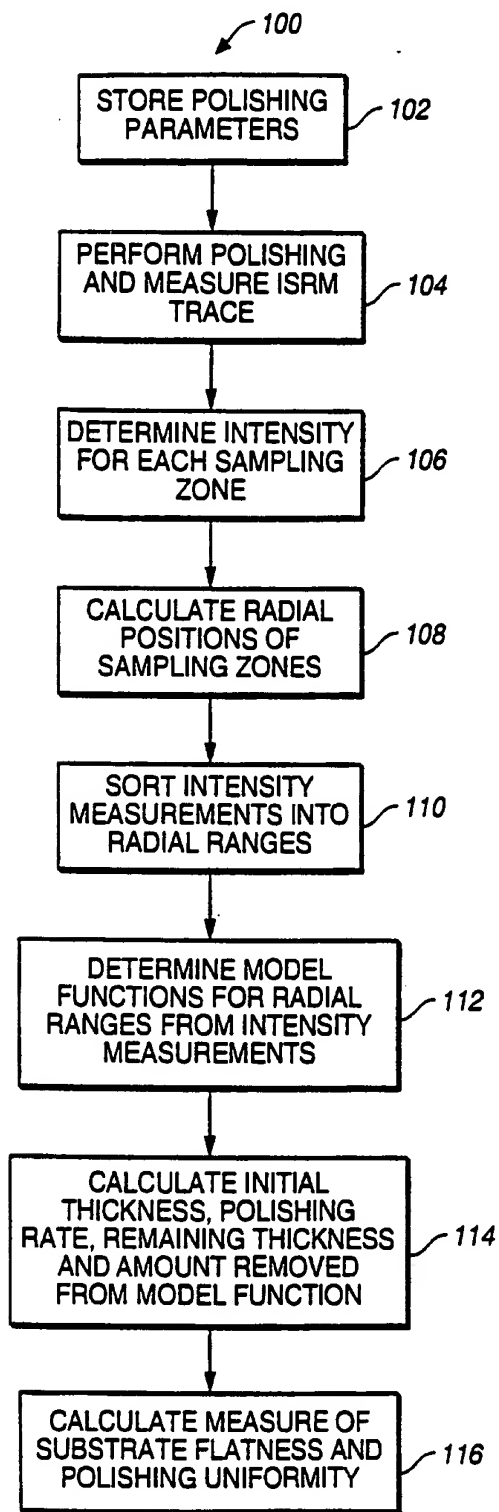 100
STORE POLISHING
PARAMETERS
102
PERFORM POLISHING
AND MEASURE ISRM
TRACE
104
DETERMINE INTENSITY
FOR EACH SAMPLING
ZONE
106
CALCULATE RADIAL
POSITIONS OF
SAMPLING ZONES
108
SORT INTENSITY
MEASUREMENTS INTO
RADIAL RANGES
110
DETERMINE MODEL
FUNCTIONS FOR RADIAL
RANGES FROM INTENSITY
MEASUREMENTS
112
CALCULATE INITIAL
THICKNESS, POLISHING
RATE, REMAINING THICKNESS
AND AMOUNT REMOVED
FROM MODEL FUNCTION
114
CALCULATE MEASURE OF
SUBSTRATE FLATNESS AND
POLISHING UNIFORMITY
116